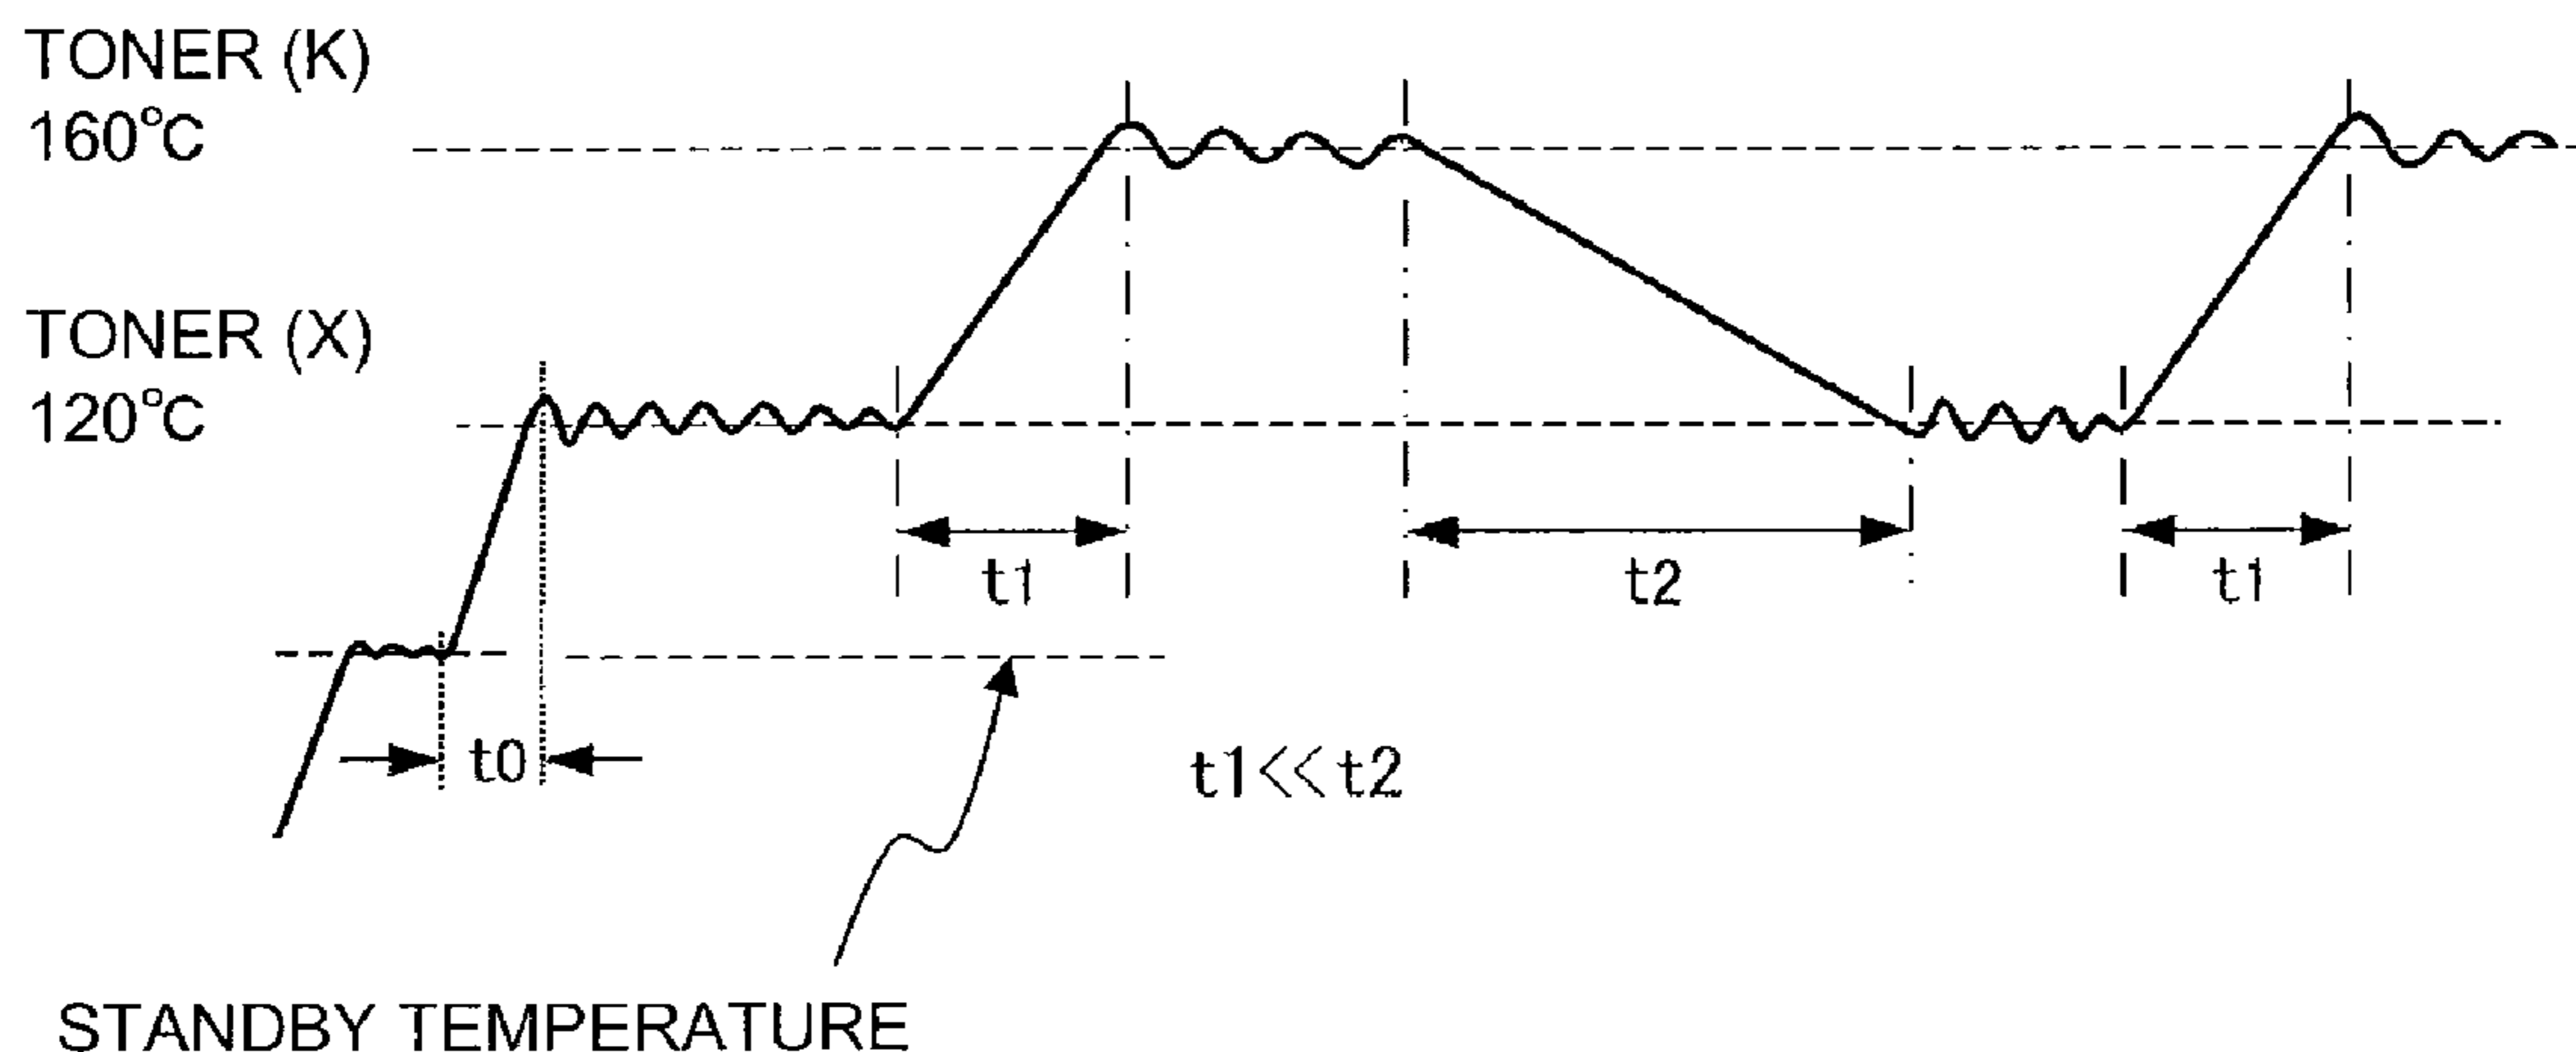 TONER (K)
160°C
TONER (X)
120°C
t1
t2
t1
t0
t1<<t2
STANDBY TEMPERATURE